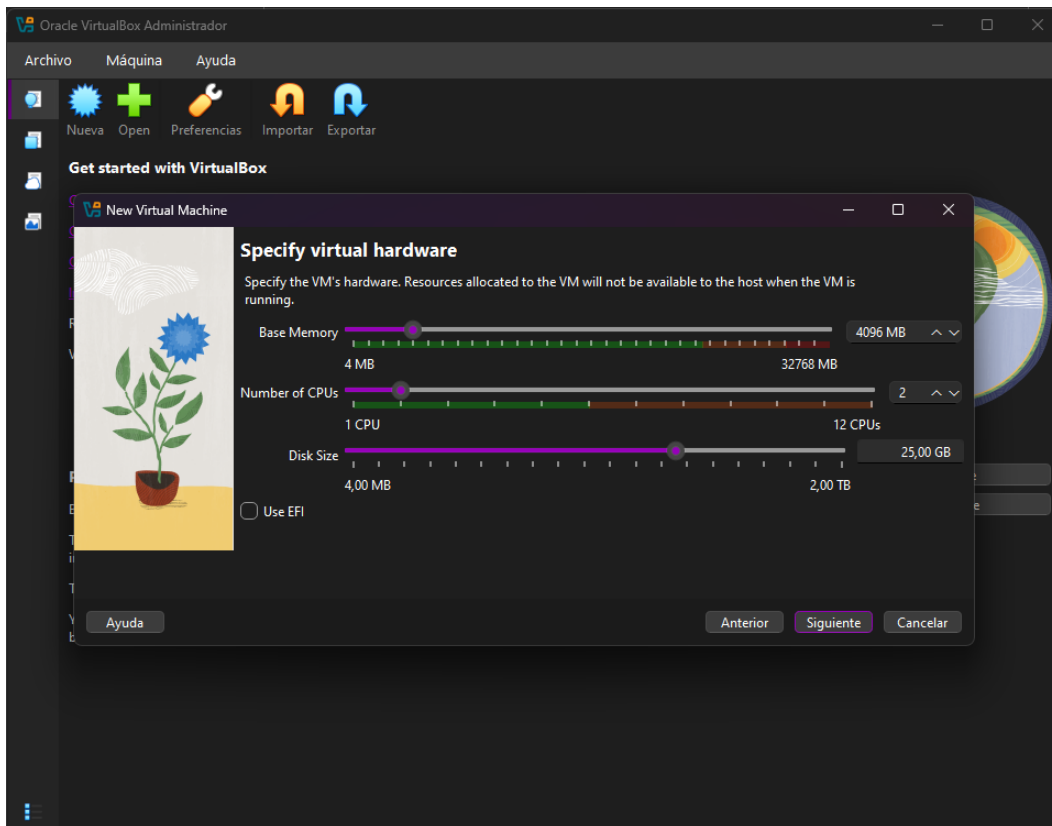 Oracle VirtualBox Administrador
Archivo Máquina Ayuda
Nueva Open Preferencias Importar Exportar
Get started with VirtualBox
New Virtual Machine
Specify virtual hardware
Specify the VM's hardware. Resources allocated to the VM will not be available to the host when the VM is
running.
Base Memory 4096 MB
4 MB 32768 MB
Number of CPUs 2
1 CPU 12 CPUs
Disk Size 25,00 GB
4,00 MB 2,00 TB
Use EFI
Ayuda Anterior Siguiente Cancelar